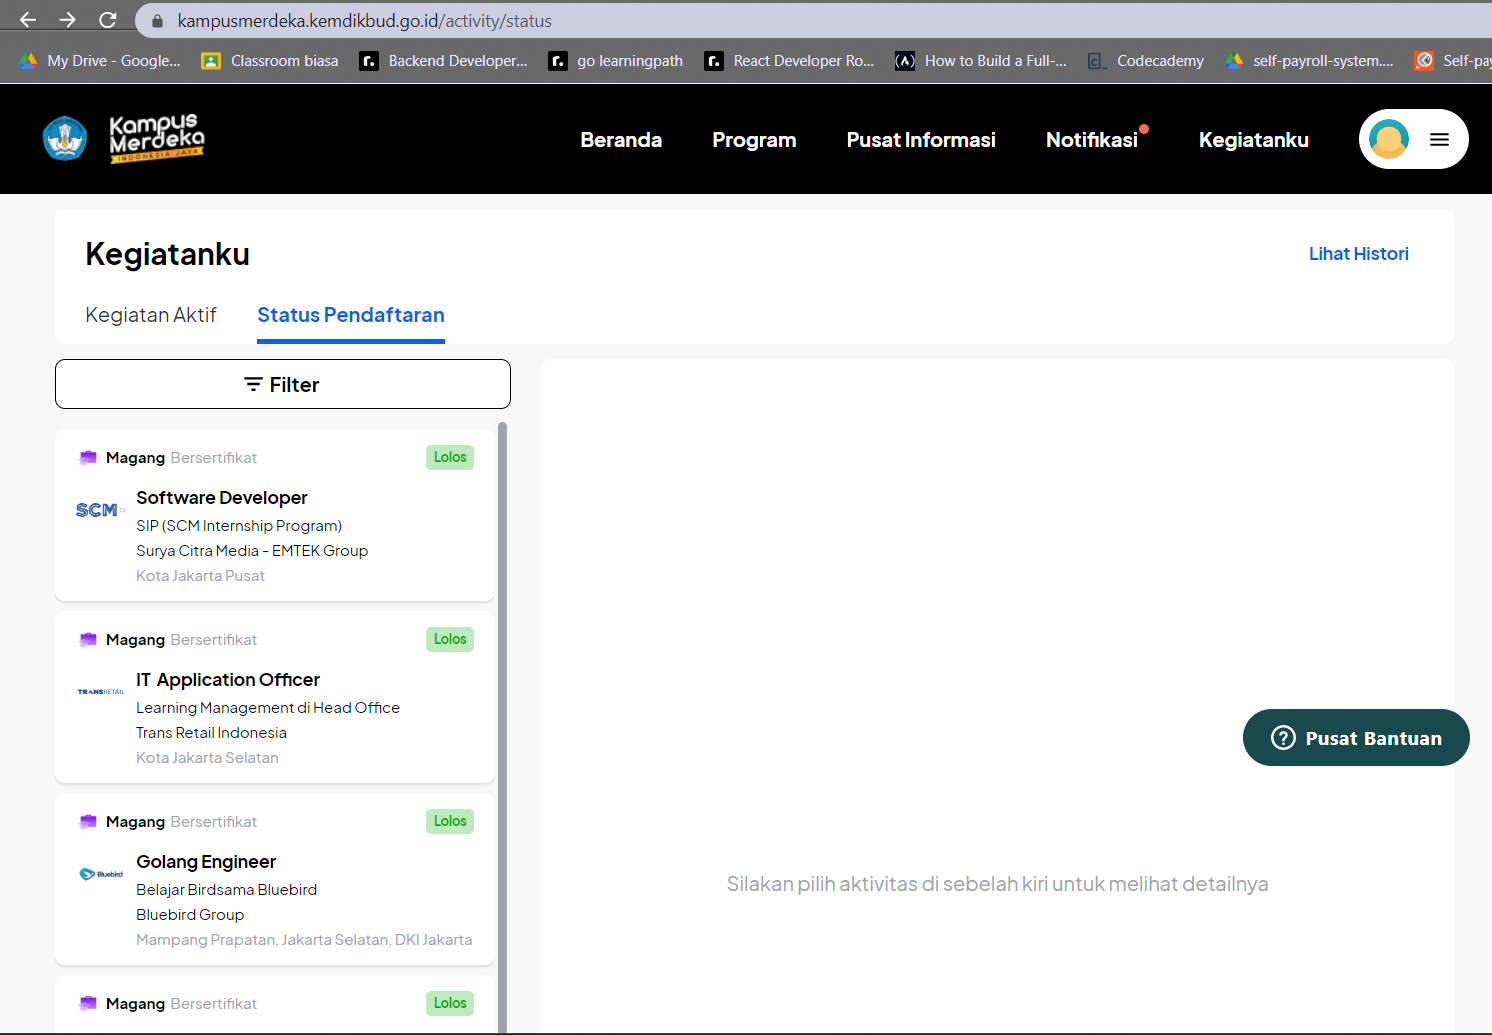 kampusmerdeka.kemdikbud.go.id/activity/status
My Drive - Google... Classroom biasa Backend Developer... go learningpath React Developer Ro... How to Build a Full-... Codecademy self-payroll-system.... Self-pay
Kampus Merdeka INDONESIA JAYA Beranda Program Pusat Informasi Notifikasi Kegiatanku
Kegiatanku Lihat Histori
Kegiatan Aktif Status Pendaftaran
Filter
Magang Bersertifikat Lolos
SCM Software Developer
SIP (SCM Internship Program)
Surya Citra Media - EMTEK Group
Kota Jakarta Pusat
Magang Bersertifikat Lolos
TRANSRETAIL IT Application Officer
Learning Management di Head Office
Trans Retail Indonesia
Kota Jakarta Selatan
Pusat Bantuan
Magang Bersertifikat Lolos
Bluebird Golang Engineer
Belajar Birdsama Bluebird
Bluebird Group
Mampang Prapatan, Jakarta Selatan, DKI Jakarta
Silakan pilih aktivitas di sebelah kiri untuk melihat detailnya
Magang Bersertifikat Lolos